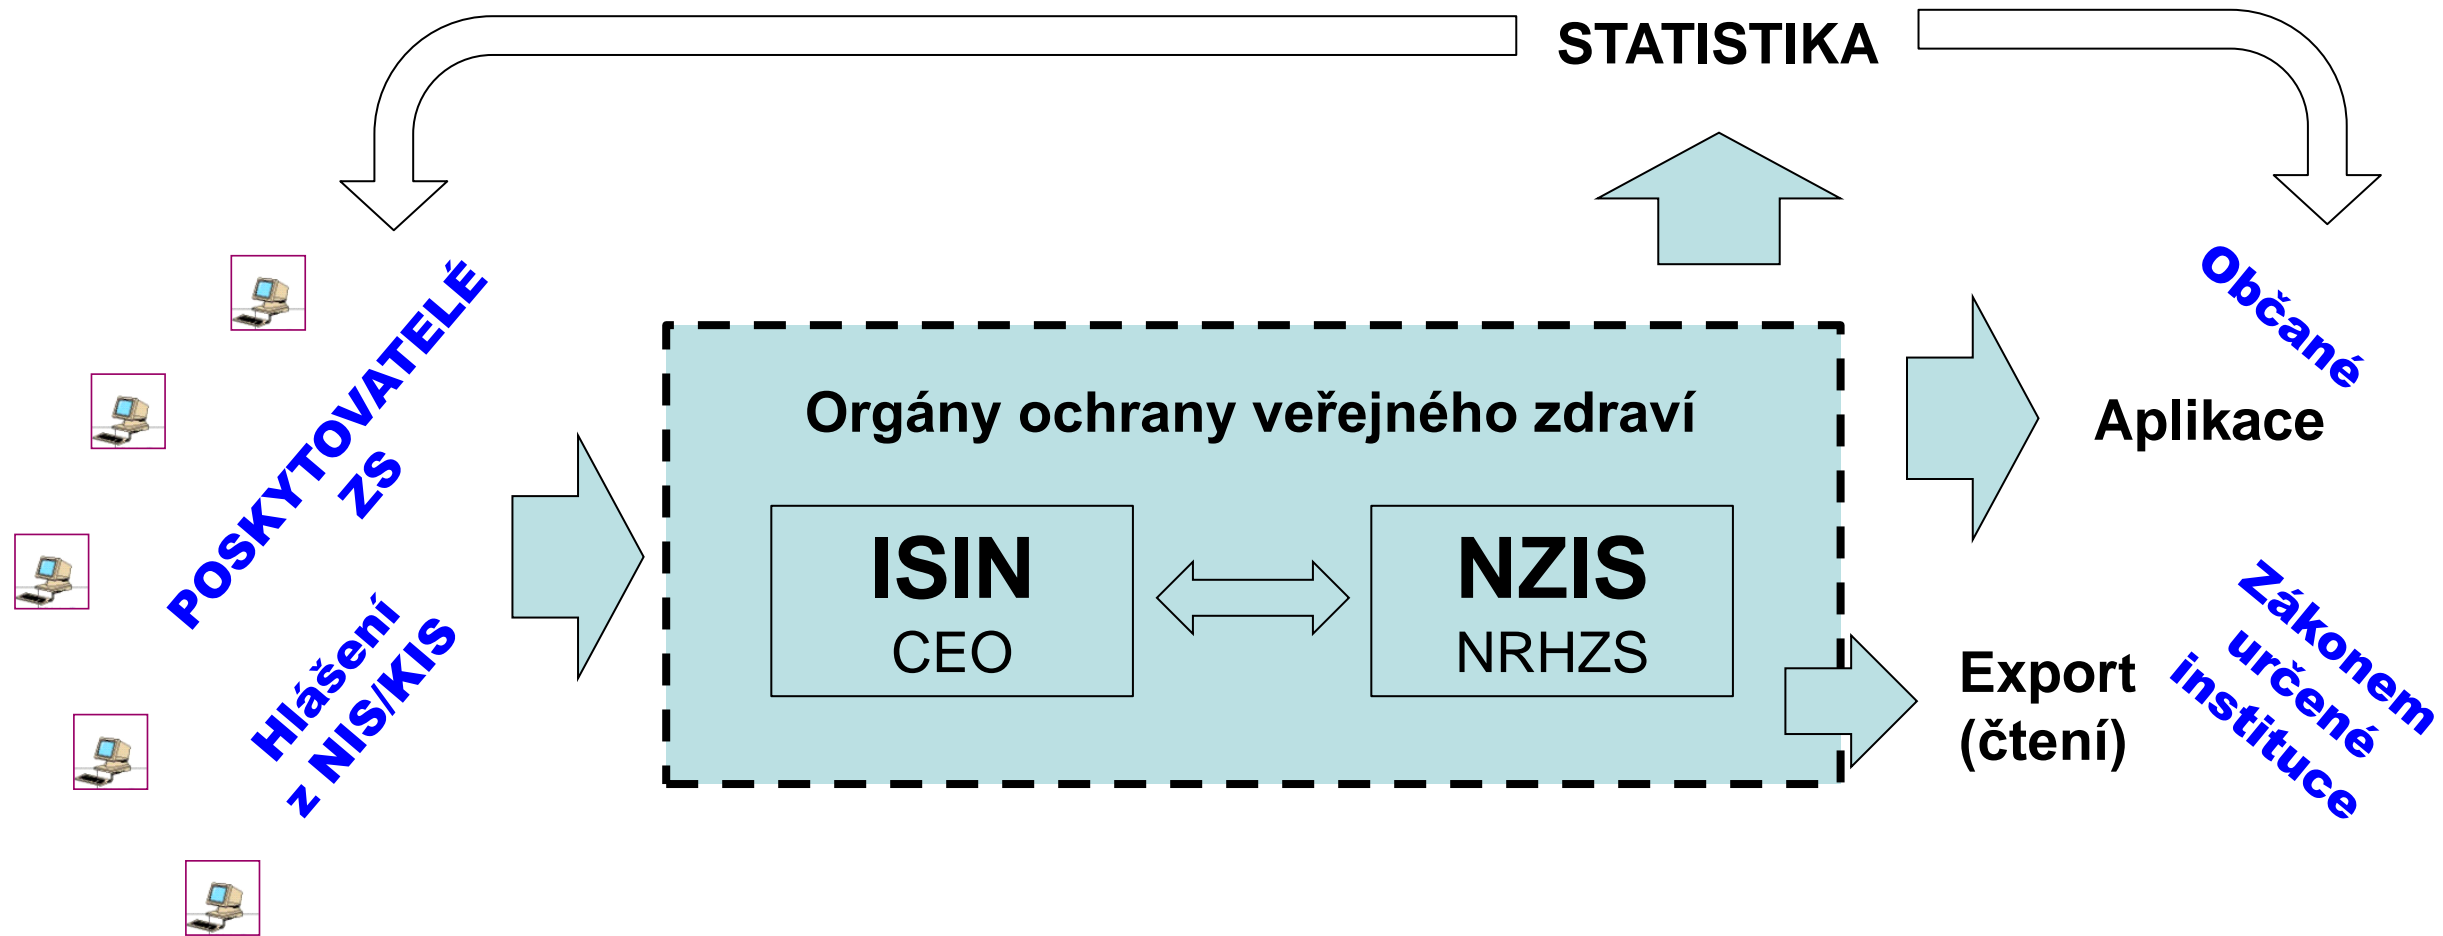 STATISTIKA
POSKYTOVATELÉ
ZS
Hlášení
z NIS/KIS
Orgány ochrany veřejného zdraví
ISIN
CEO
NZIS
NRHZS
Občané
Aplikace
Export
(čtení)
Zákonem
určené
instituce